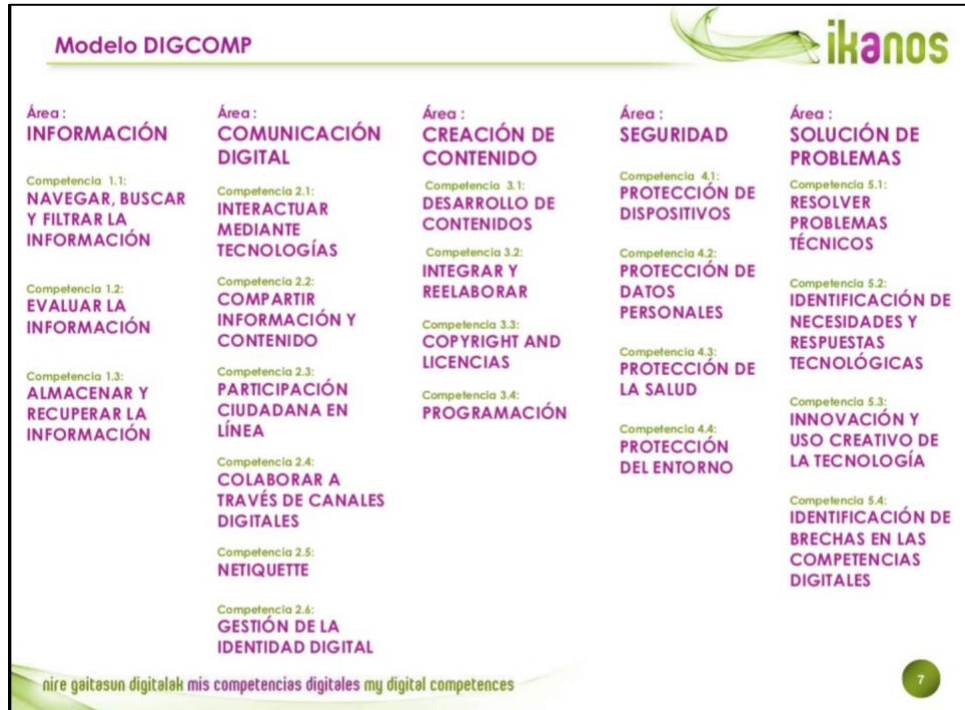 Modelo DIGCOMP
ikanos
Área :
INFORMACIÓN
Competencia 1.1:
NAVEGAR, BUSCAR
Y FILTRAR LA
INFORMACIÓN
Competencia 1.2:
EVALUAR LA
INFORMACIÓN
Competencia 1.3:
ALMACENAR Y
RECUPERAR LA
INFORMACIÓN
Área :
COMUNICACIÓN
DIGITAL
Competencia 2.1:
INTERACTUAR
MEDIANTE
TECNOLOGÍAS
Competencia 2.2:
COMPARTIR
INFORMACIÓN Y
CONTENIDO
Competencia 2.3:
PARTICIPACIÓN
CIUDADANA EN
LÍNEA
Competencia 2.4:
COLABORAR A
TRAVÉS DE CANALES
DIGITALES
Competencia 2.5:
NETIQUETTE
Competencia 2.6:
GESTIÓN DE LA
IDENTIDAD DIGITAL
Área :
CREACIÓN DE
CONTENIDO
Competencia 3.1:
DESARROLLO DE
CONTENIDOS
Competencia 3.2:
INTEGRAR Y
REELABORAR
Competencia 3.3:
COPYRIGHT AND
LICENCIAS
Competencia 3.4:
PROGRAMACIÓN
Área :
SEGURIDAD
Competencia 4.1:
PROTECCIÓN DE
DISPOSITIVOS
Competencia 4.2:
PROTECCIÓN DE
DATOS
PERSONALES
Competencia 4.3:
PROTECCIÓN DE
LA SALUD
Competencia 4.4:
PROTECCIÓN
DEL ENTORNO
Área :
SOLUCIÓN DE
PROBLEMAS
Competencia 5.1:
RESOLVER
PROBLEMAS
TÉCNICOS
Competencia 5.2:
IDENTIFICACIÓN DE
NECESIDADES Y
RESPUESTAS
TECNOLÓGICAS
Competencia 5.3:
INNOVACIÓN Y
USO CREATIVO DE
LA TECNOLOGÍA
Competencia 5.4:
IDENTIFICACIÓN DE
BRECHAS EN LAS
COMPETENCIAS
DIGITALES
nire gaitasun digitalak mis competencias digitales my digital competences
7